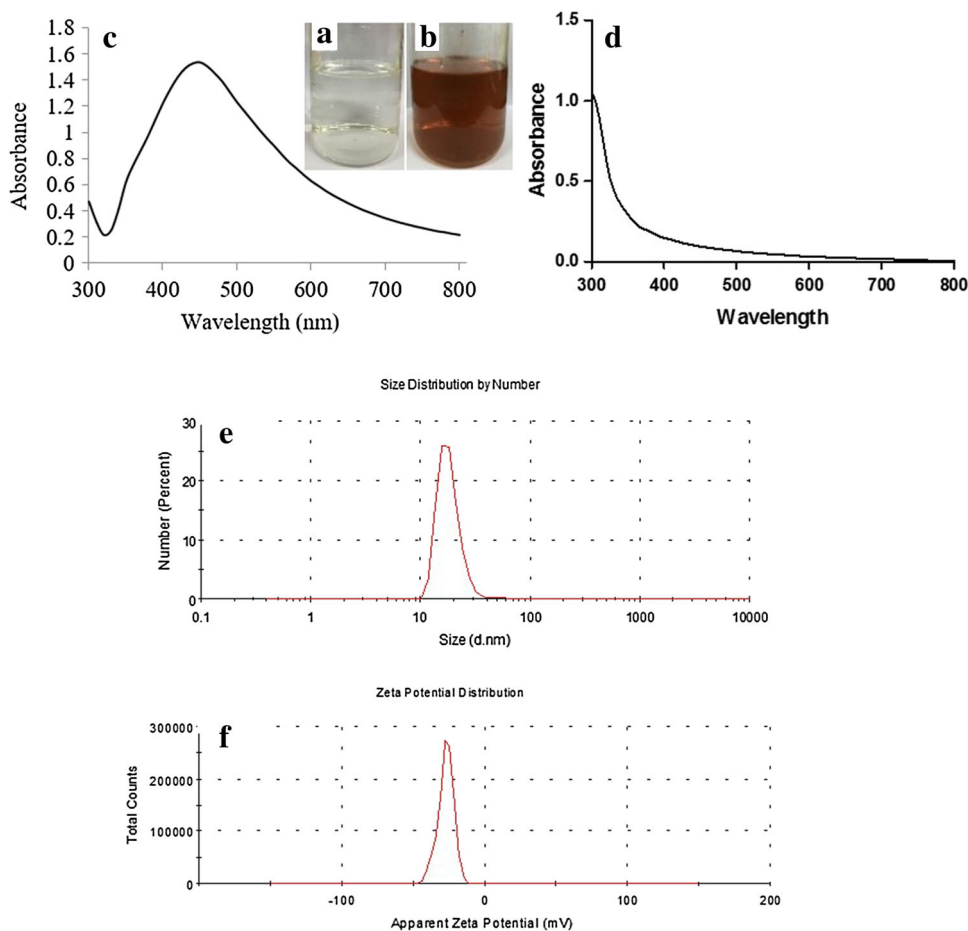 c
a
b
d
1.8
1.6
1.4
1.2
1
0.8
0.6
0.4
0.2
0
Absorbance
300 400 500 600 700 800
Wavelength (nm)
1.5
1.0
0.5
0.0
Absorbance
300 400 500 600 700 800
Wavelength
Size Distribution by Number
e
30
20
10
0
Number (Percent)
0.1 1 10 100 1000 10000
Size (d.nm)
Zeta Potential Distribution
f
300000
200000
100000
0
Total Counts
-100 0 100 200
Apparent Zeta Potential (mV)